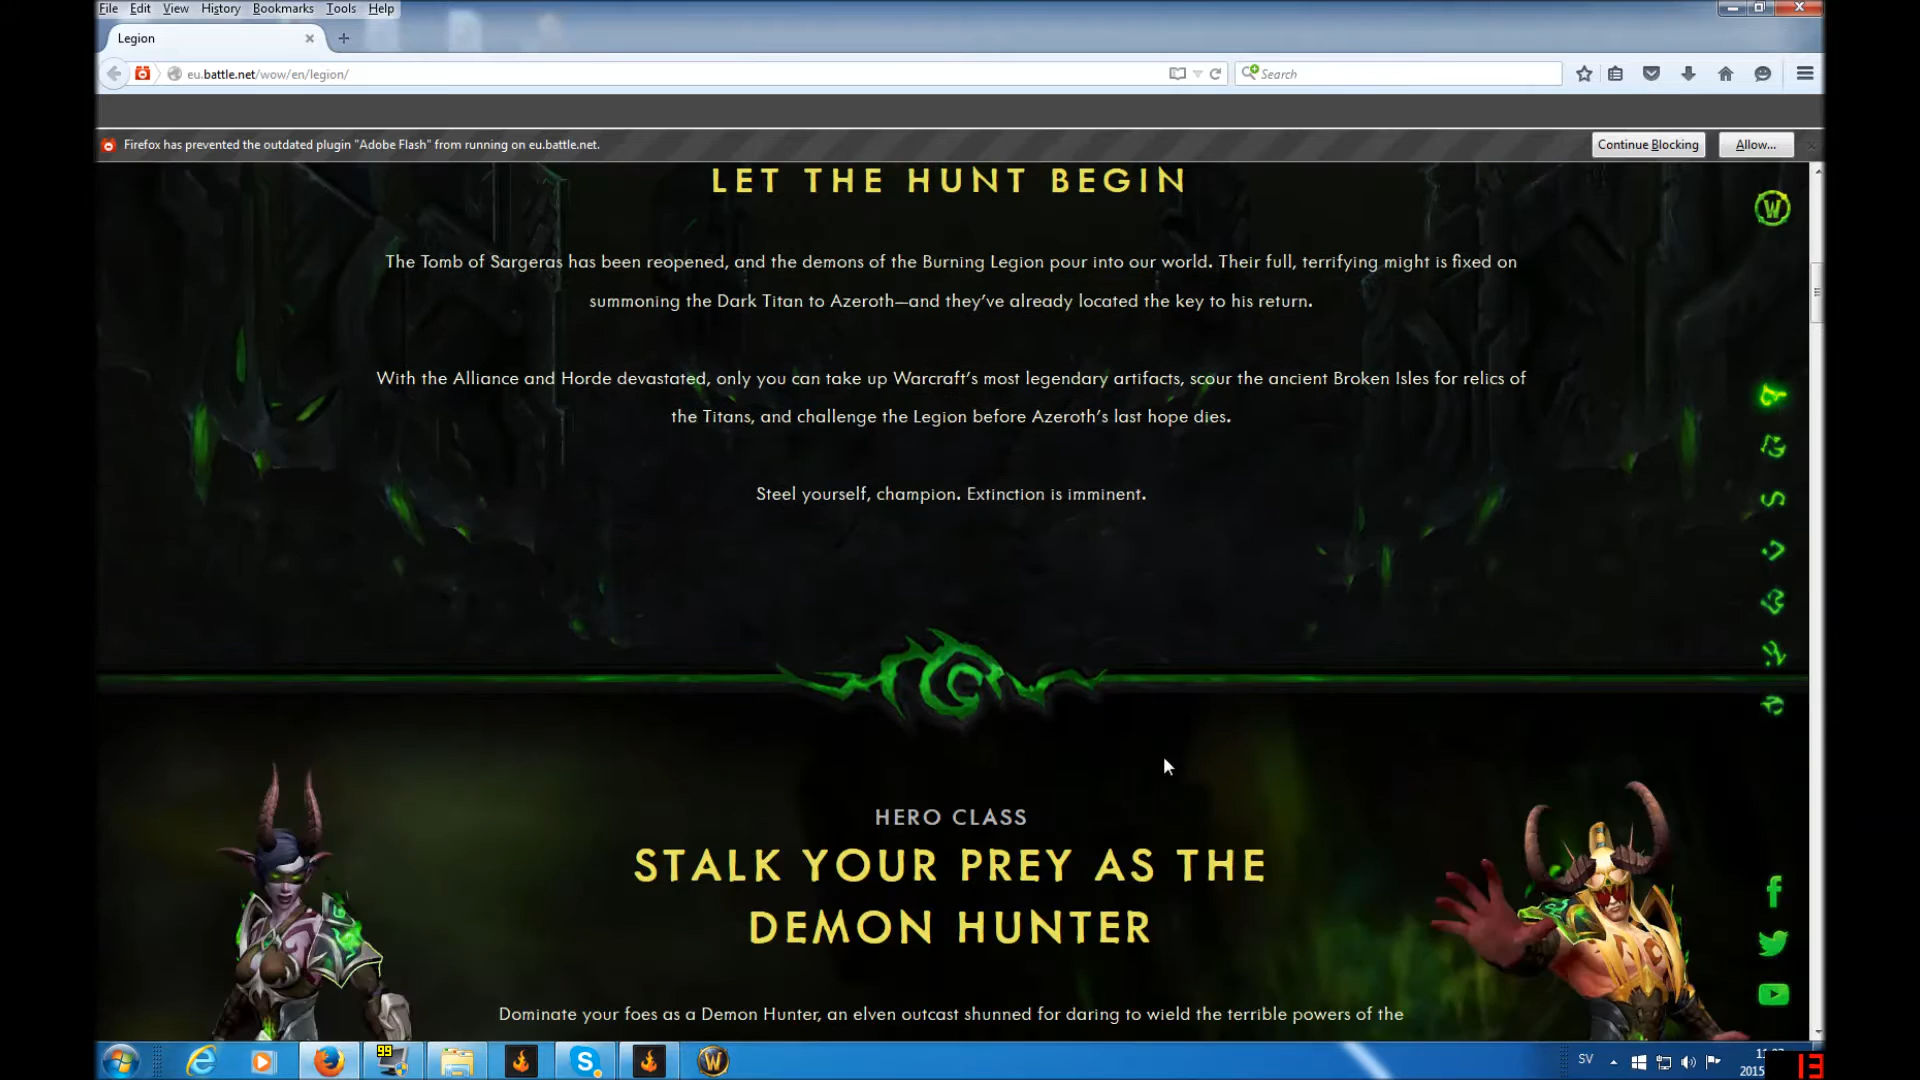 File Edit View History Bookmarks Tools Help
Legion
eu.battle.net/wow/en/legion/
Search
Firefox has prevented the outdated plugin "Adobe Flash" from running on eu.battle.net.
Continue Blocking
Allow...
LET THE HUNT BEGIN
The Tomb of Sargeras has been reopened, and the demons of the Burning Legion pour into our world. Their full, terrifying might is fixed on
summoning the Dark Titan to Azeroth—and they've already located the key to his return.
With the Alliance and Horde devastated, only you can take up Warcraft's most legendary artifacts, scour the ancient Broken Isles for relics of
the Titans, and challenge the Legion before Azeroth's last hope dies.
Steel yourself, champion. Extinction is imminent.
HERO CLASS
STALK YOUR PREY AS THE
DEMON HUNTER
Dominate your foes as a Demon Hunter, an elven outcast shunned for daring to wield the terrible powers of the
99
SV
2015
13